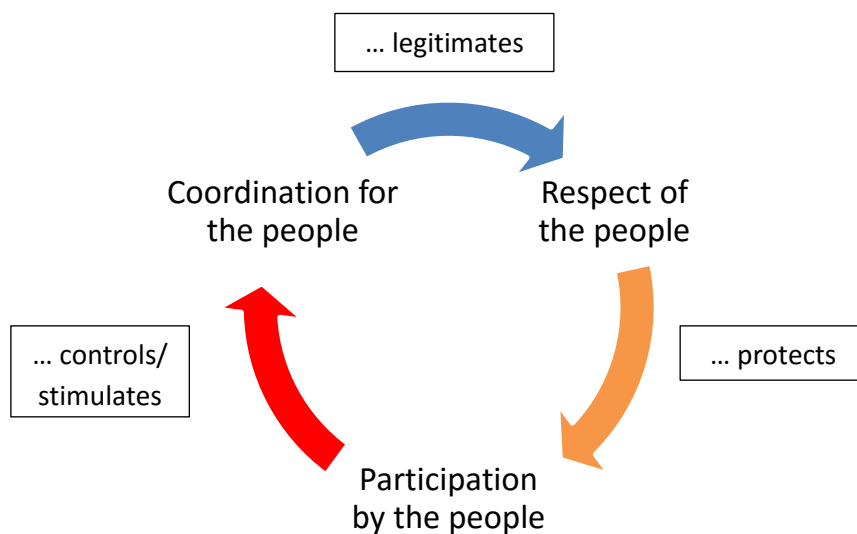 ... legitimates
Coordination for
the people
Respect of
the people
... controls/
stimulates
... protects
Participation
by the people